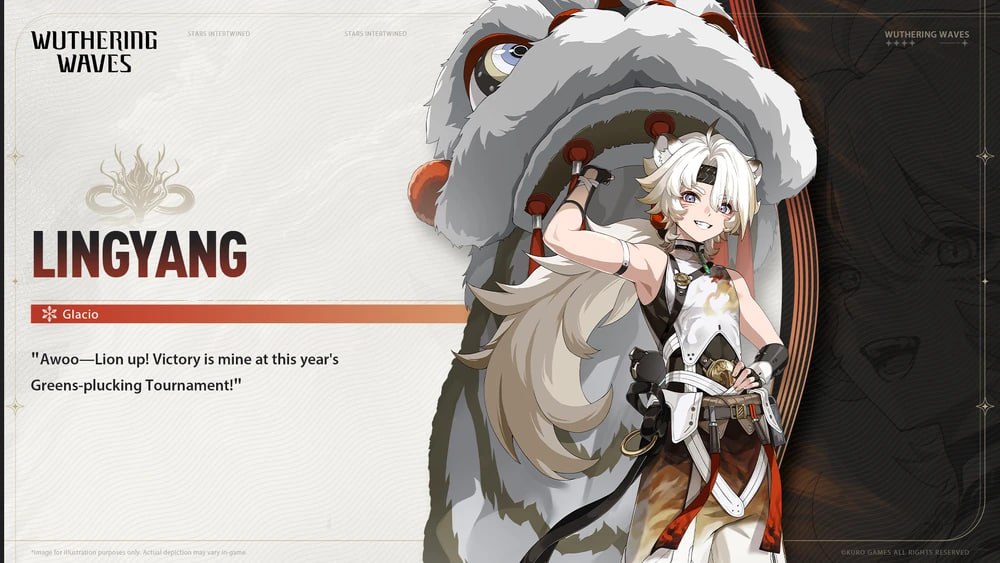 WUTHERING
WAVES
STARS INTERTWINED
STARS INTERTWINED
WUTHERING WAVES
LINGYANG
Glacio
"Awoo—Lion up! Victory is mine at this year's
Greens-plucking Tournament!"
*Image for illustration purposes only. Actual depiction may vary in-game.
©KURO GAMES ALL RIGHTS RESERVED